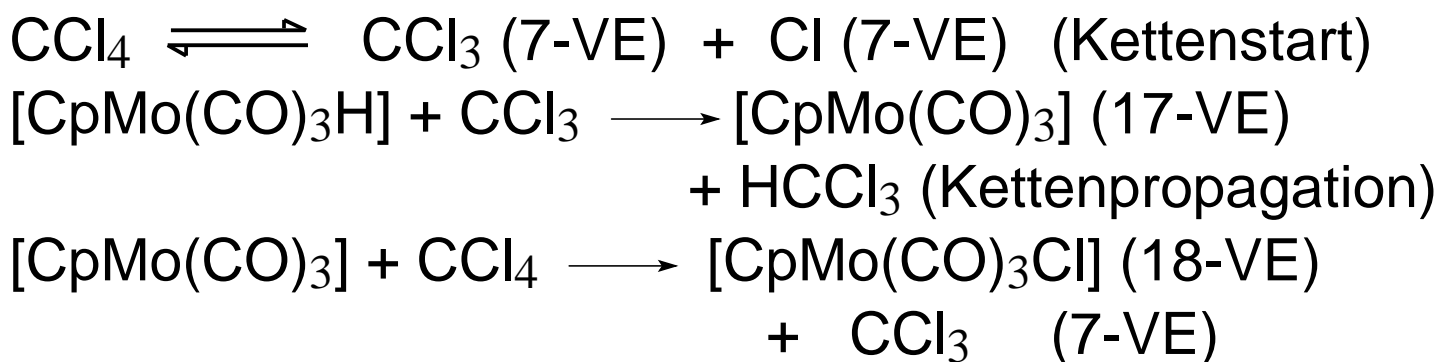 CCl₄ ⇌ CCl₃ (7-VE) + Cl (7-VE) (Kettenstart)
[CpMo(CO)₃H] + CCl₃ → [CpMo(CO)₃] (17-VE)
+ HCCl₃ (Kettenpropagation)
[CpMo(CO)₃] + CCl₄ → [CpMo(CO)₃Cl] (18-VE)
+ CCl₃ (7-VE)